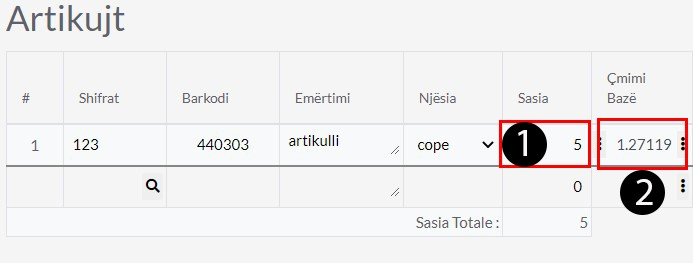 Artikujt
# Shifrat Barkodi Emërtimi Njësia Sasia Çmimi Bazë
1 123 440303 artikulli cope 1 5 1.27119
0 2
Sasia Totale : 5